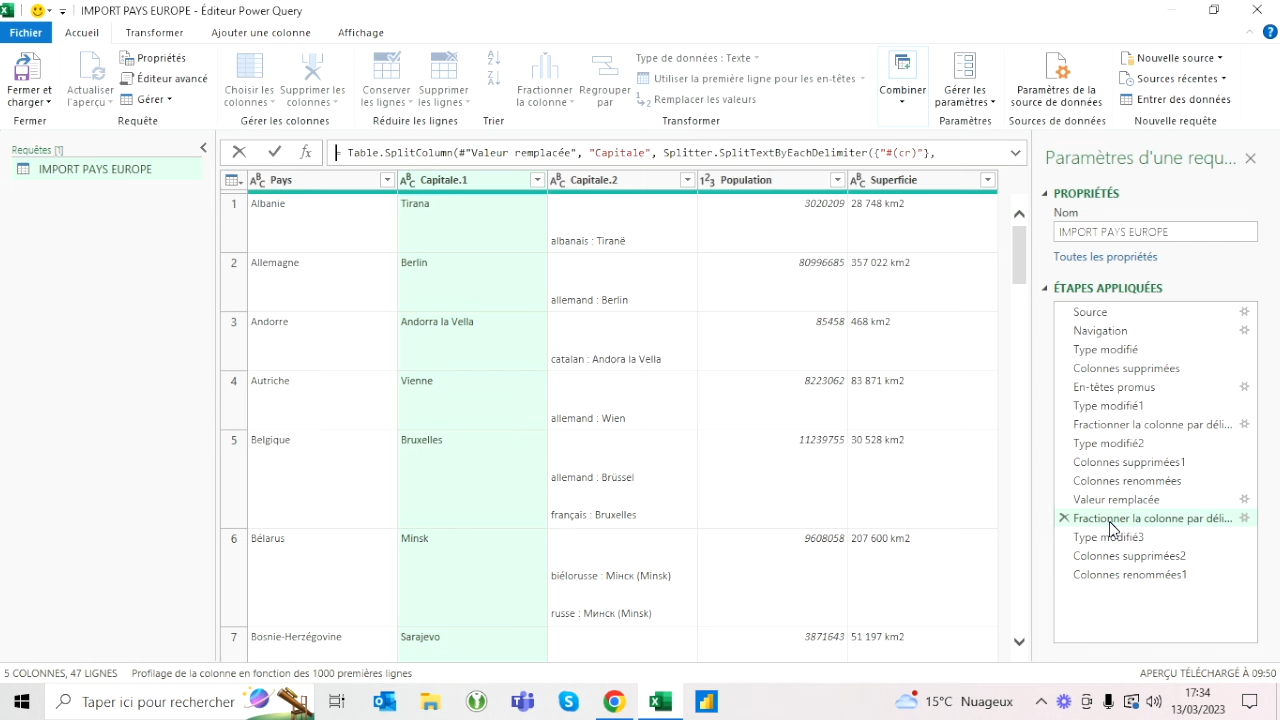 IMPORT PAYS EUROPE - Éditeur Power Query
Fichier Accueil Transformer Ajouter une colonne Affichage
Fermer et charger
Fermer
Actualiser l'aperçu
Propriétés
Éditeur avancé
Gérer
Requête
Choisir les colonnes
Supprimer les colonnes
Gérer les colonnes
Conserver les lignes
Supprimer les lignes
Réduire les lignes
Trier
Fractionner la colonne
Regrouper par
Type de données : Texte
Utiliser la première ligne pour les en-têtes
Remplacer les valeurs
Transformer
Combiner
Gérer les paramètres
Paramètres
Paramètres de la source de données
Sources de données
Nouvelle source
Sources récentes
Entrer des données
Nouvelle requête
Requêtes [1]
IMPORT PAYS EUROPE
fx = Table.SplitColumn(#"Valeur remplacée", "Capitale", Splitter.SplitTextByEachDelimiter({"#(cr)"},
Pays Capitale.1 Capitale.2 Population Superficie
1 Albanie Tirana 3020209 28 748 km2
albanais : Tiranë
2 Allemagne Berlin 80996685 357 022 km2
allemand : Berlin
3 Andorre Andorra la Vella 85458 468 km2
catalan : Andora la Vella
4 Autriche Vienne 8223062 83 871 km2
allemand : Wien
5 Belgique Bruxelles 11239755 30 528 km2
allemand : Brüssel
français : Bruxelles
6 Bélarus Minsk 9608058 207 600 km2
biélorusse : Мінск (Minsk)
russe : Минск (Minsk)
7 Bosnie-Herzégovine Sarajevo 3871643 51 197 km2
Paramètres d'une requ...
PROPRIÉTÉS
Nom
IMPORT PAYS EUROPE
Toutes les propriétés
ÉTAPES APPLIQUÉES
Source
Navigation
Type modifié
Colonnes supprimées
En-têtes promus
Type modifié1
Fractionner la colonne par déli...
Type modifié2
Colonnes supprimées1
Colonnes renommées
Valeur remplacée
Fractionner la colonne par déli...
Type modifié3
Colonnes supprimées2
Colonnes renommées1
5 COLONNES, 47 LIGNES Profilage de la colonne en fonction des 1000 premières lignes APERÇU TÉLÉCHARGÉ À 09:50
Taper ici pour rechercher
15°C Nuageux
17:34
13/03/2023